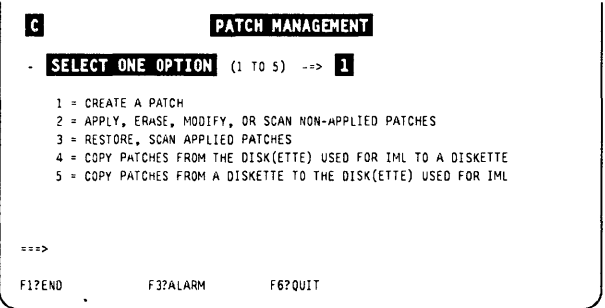 C PATCH MANAGEMENT
- SELECT ONE OPTION (1 TO 5) --=> 1
1 = CREATE A PATCH
2 = APPLY, ERASE, MODIFY, OR SCAN NON-APPLIED PATCHES
3 = RESTORE, SCAN APPLIED PATCHES
4 = COPY PATCHES FROM THE DISK(ETTE) USED FOR IML TO A DISKETTE
5 = COPY PATCHES FROM A DISKETTE TO THE DISK(ETTE) USED FOR IML
===>
F1?END F3?ALARM F6?QUIT